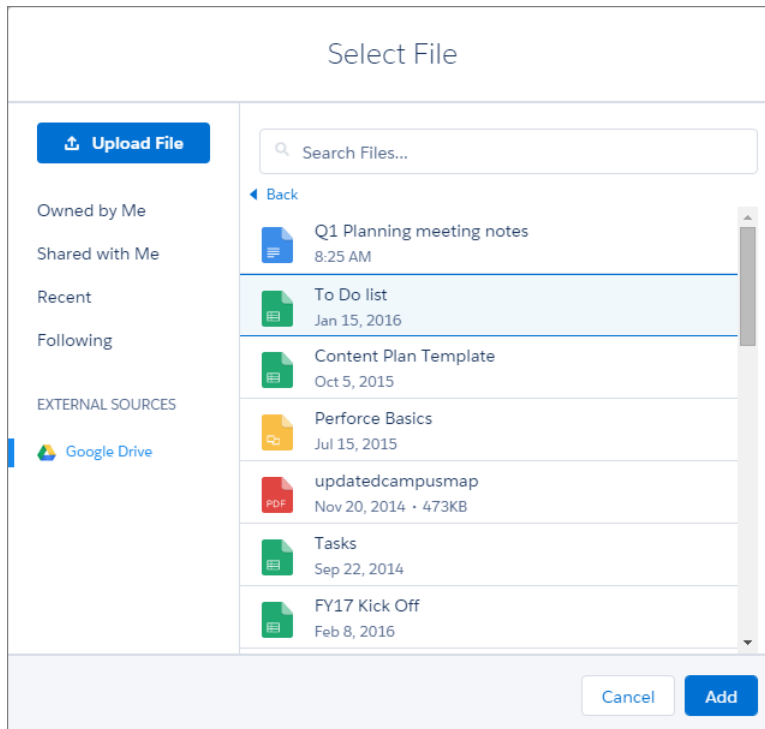 Select File
Upload File
Owned by Me
Shared with Me
Recent
Following
EXTERNAL SOURCES
Google Drive
Search Files...
Back
Q1 Planning meeting notes
8:25 AM
To Do list
Jan 15, 2016
Content Plan Template
Oct 5, 2015
Perforce Basics
Jul 15, 2015
PDF
updatedcampusmap
Nov 20, 2014 • 473KB
Tasks
Sep 22, 2014
FY17 Kick Off
Feb 8, 2016
Cancel
Add